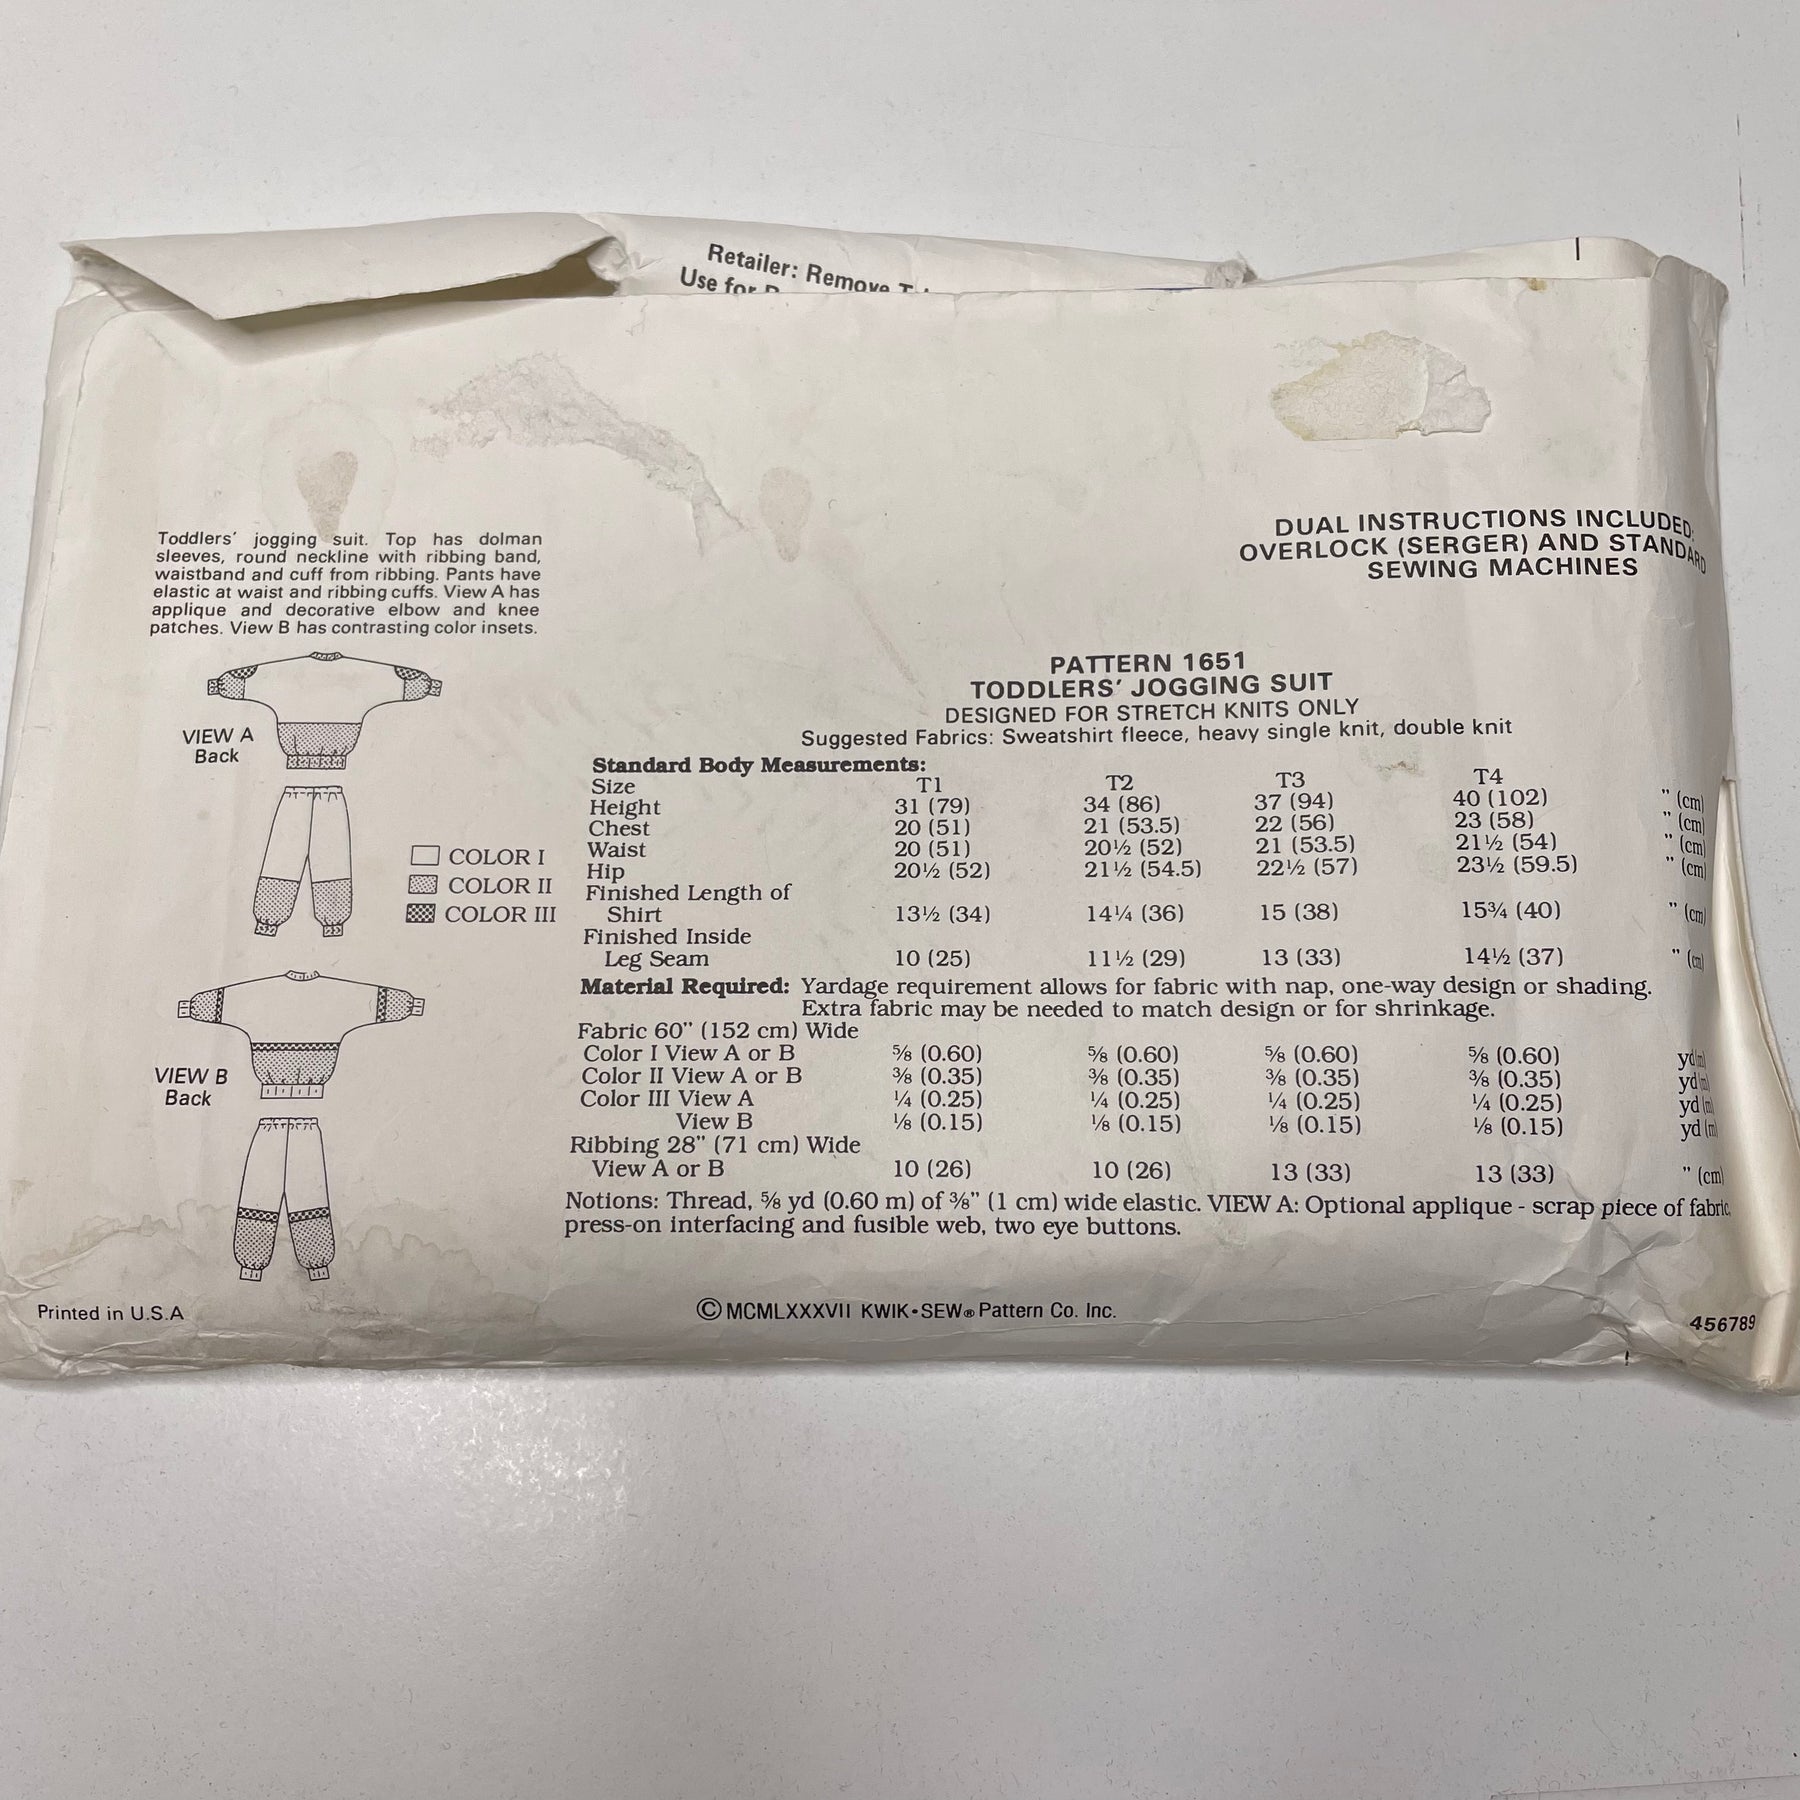 Retailer: Remove
Use for
Toddlers' jogging suit. Top has dolman
sleeves, round neckline with ribbing band,
waistband and cuff from ribbing. Pants have
elastic at waist and ribbing cuffs. View A has
applique and decorative elbow and knee
patches. View B has contrasting color insets.
VIEW A
Back
COLOR I
COLOR II
COLOR III
VIEW B
Back
DUAL INSTRUCTIONS INCLUDED:
OVERLOCK (SERGER) AND STANDARD
SEWING MACHINES
PATTERN 1651
TODDLERS' JOGGING SUIT
DESIGNED FOR STRETCH KNITS ONLY
Suggested Fabrics: Sweatshirt fleece, heavy single knit, double knit
Standard Body Measurements:
Size T1 T2 T3 T4
Height 31 (79) 34 (86) 37 (94) 40 (102) " (cm)
Chest 20 (51) 21 (53.5) 22 (56) 23 (58) " (cm)
Waist 20 (51) 20½ (52) 21 (53.5) 21½ (54) " (cm)
Hip 20½ (52) 21½ (54.5) 22½ (57) 23½ (59.5) " (cm)
Finished Length of
Shirt 13½ (34) 14¼ (36) 15 (38) 15¾ (40) " (cm)
Finished Inside
Leg Seam 10 (25) 11½ (29) 13 (33) 14½ (37) " (cm)
Material Required: Yardage requirement allows for fabric with nap, one-way design or shading.
Extra fabric may be needed to match design or for shrinkage.
Fabric 60" (152 cm) Wide
Color I View A or B ⅝ (0.60) ⅝ (0.60) ⅝ (0.60) ⅝ (0.60) yd (m)
Color II View A or B ⅜ (0.35) ⅜ (0.35) ⅜ (0.35) ⅜ (0.35) yd (m)
Color III View A ¼ (0.25) ¼ (0.25) ¼ (0.25) ¼ (0.25) yd (m)
View B ⅛ (0.15) ⅛ (0.15) ⅛ (0.15) ⅛ (0.15) yd (m)
Ribbing 28" (71 cm) Wide
View A or B 10 (26) 10 (26) 13 (33) 13 (33) " (cm)
Notions: Thread, ⅝ yd (0.60 m) of ⅜" (1 cm) wide elastic. VIEW A: Optional applique - scrap piece of fabric,
press-on interfacing and fusible web, two eye buttons.
Printed in U.S.A
© MCMLXXXVII KWIK•SEW® Pattern Co. Inc.
456789